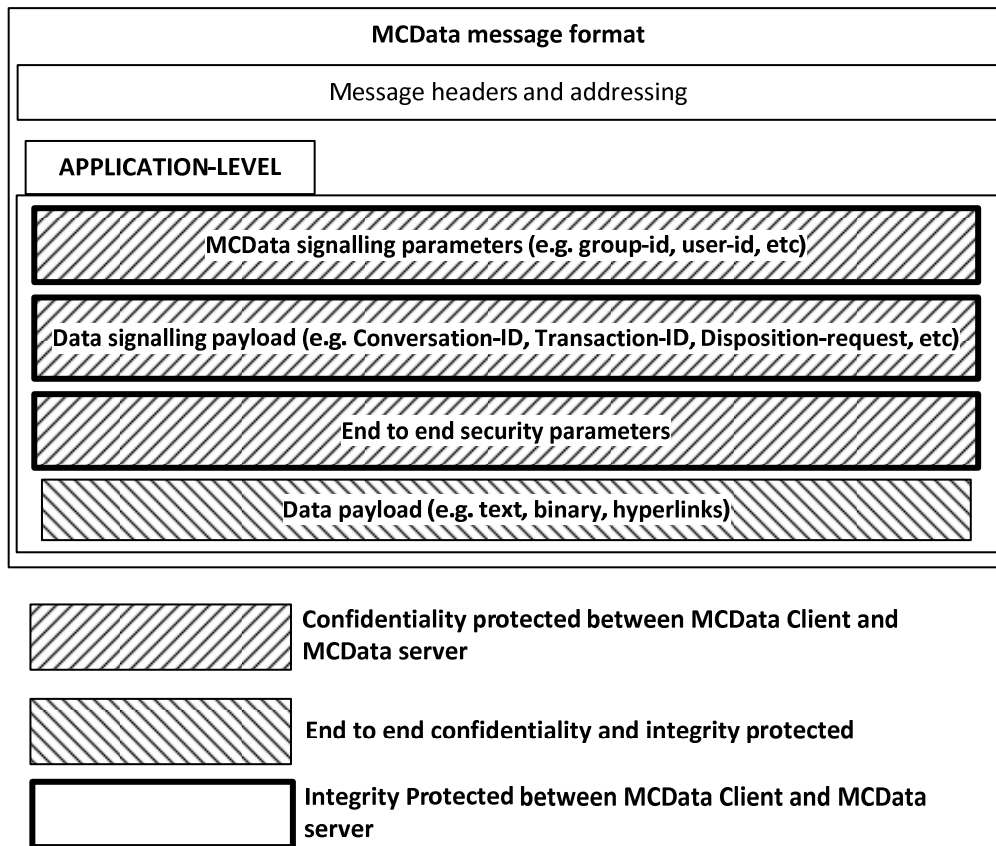 MCData message format
Message headers and addressing
APPLICATION-LEVEL
MCData signalling parameters (e.g. group-id, user-id, etc)
Data signalling payload (e.g. Conversation-ID, Transaction-ID, Disposition-request, etc)
End to end security parameters
Data payload (e.g. text, binary, hyperlinks)
Confidentiality protected between MCData Client and
MCData server
End to end confidentiality and integrity protected
Integrity Protected between MCData Client and MCData
server